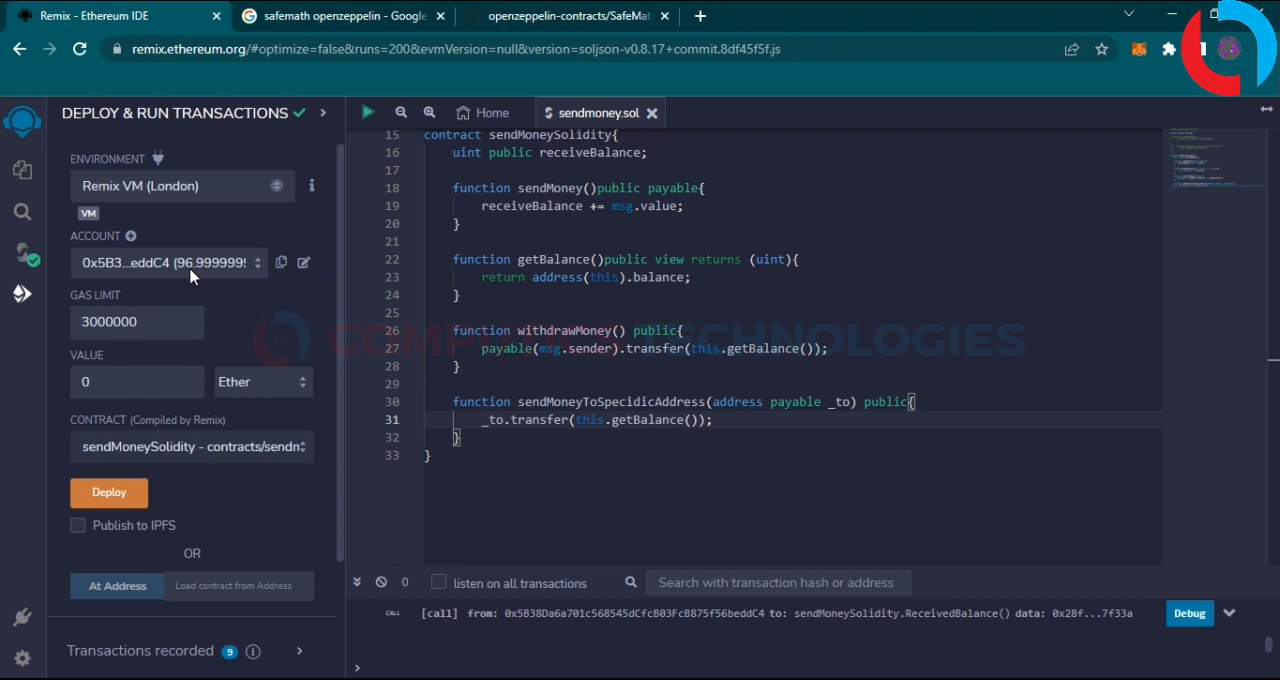 Remix - Ethereum IDE
safemath openzeppelin - Google
openzeppelin-contracts/SafeMat
remix.ethereum.org/#optimize=false&runs=200&evmVersion=null&version=soljson-v0.8.17+commit.8df45f5f.js
DEPLOY & RUN TRANSACTIONS
Home
sendmoney.sol
ENVIRONMENT
Remix VM (London)
VM
ACCOUNT
0x5B3...eddC4 (96.9999999
GAS LIMIT
3000000
VALUE
0
Ether
CONTRACT (Compiled by Remix)
sendMoneySolidity - contracts/sendn
Deploy
Publish to IPFS
OR
At Address
Load contract from Address
Transactions recorded 9
15 contract sendMoneySolidity{
16 uint public receiveBalance;
17
18 function sendMoney()public payable{
19 receiveBalance += msg.value;
20 }
21
22 function getBalance()public view returns (uint){
23 return address(this).balance;
24 }
25
26 function withdrawMoney() public{
27 payable(msg.sender).transfer(this.getBalance());
28 }
29
30 function sendMoneyToSpecidicAddress(address payable _to) public{
31 _to.transfer(this.getBalance());
32 }
33 }
TECHNOLOGIES
0
listen on all transactions
Search with transaction hash or address
CALL [call] from: 0x5B38Da6a701c568545dCfcB03FcB875f56beddC4 to: sendMoneySolidity.ReceivedBalance() data: 0x28f...7f33a
Debug
>